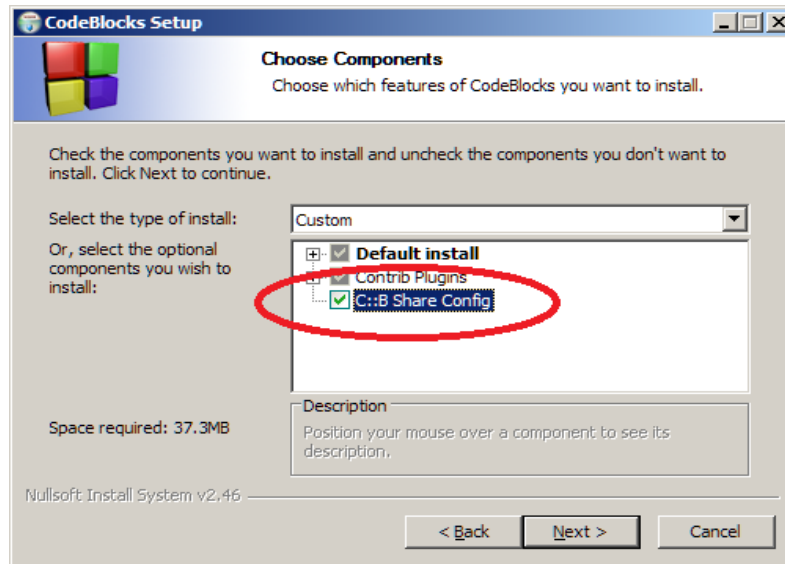 CodeBlocks Setup
Choose Components
Choose which features of CodeBlocks you want to install.
Check the components you want to install and uncheck the components you don't want to
install. Click Next to continue.
Select the type of install:
Custom
Or, select the optional
components you wish to
install:
Default install
Contrib Plugins
C::B Share Config
Space required: 37.3MB
Description
Position your mouse over a component to see its
description.
Nullsoft Install System v2.46
< Back
Next >
Cancel